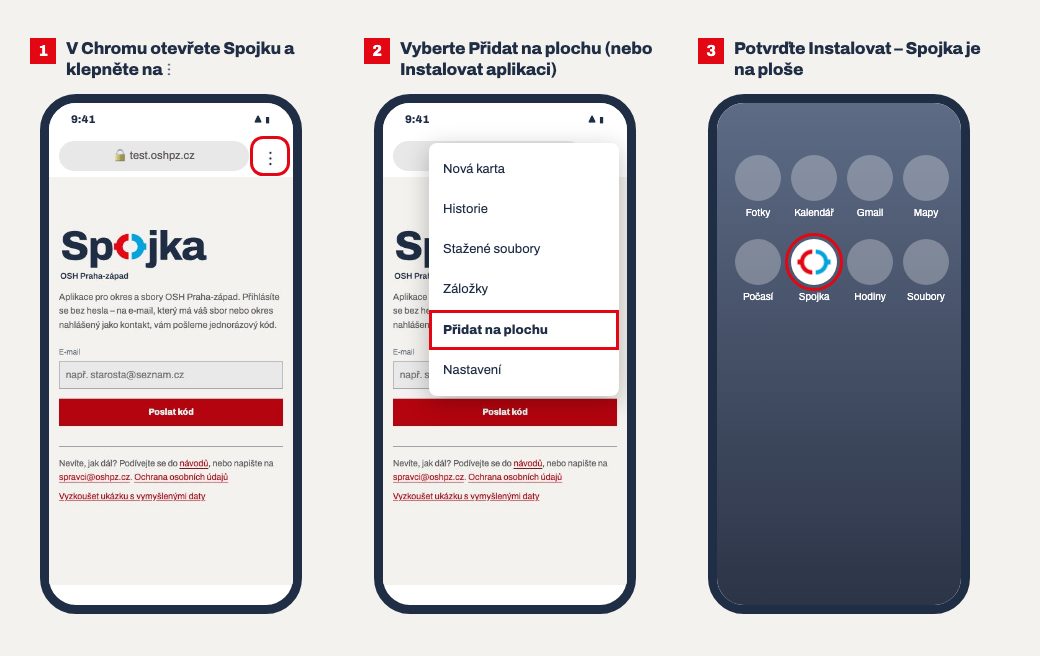 1 V Chromu otevřete Spojku a
klepněte na ⋮
9:41
test.oshpz.cz
⋮
Spojka
OSH Praha-západ
Aplikace pro okres a sbory OSH Praha-západ. Přihlásíte
se bez hesla – na e-mail, který má váš sbor nebo okres
nahlášený jako kontakt, vám pošleme jednorázový kód.
E-mail
např. starosta@seznam.cz
Poslat kód
Nevíte, jak dál? Podívejte se do návodů, nebo napište na
spravci@oshpz.cz. Ochrana osobních údajů
Vyzkoušet ukázku s vymyšlenými daty
2 Vyberte Přidat na plochu (nebo
Instalovat aplikaci)
9:41
Nová karta
Historie
Stažené soubory
Záložky
Přidat na plochu
Nastavení
Sp
OSH Prah
Aplikace
se bez he
nahlášen
E-mail
např. s
Poslat kód
Nevíte, jak dál? Podívejte se do návodů, nebo napište na
spravci@oshpz.cz. Ochrana osobních údajů
Vyzkoušet ukázku s vymyšlenými daty
3 Potvrďte Instalovat – Spojka je
na ploše
Fotky Kalendář Gmail Mapy
Počasí Spojka Hodiny Soubory